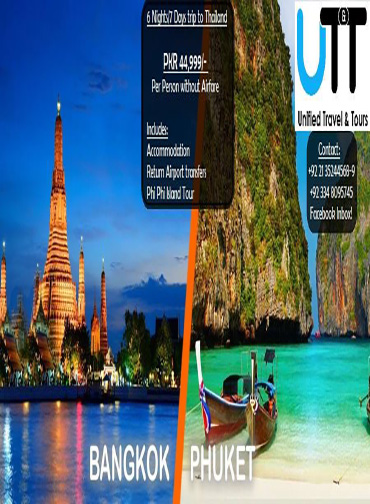 6 Nights/7 Days trip to Thailand
PKR 44,999/-
Per Person without Airfare
Includes:
Accommodation
Return Airport transfers
Phi Phi Island Tour
U&TT
Unified Travel & Tours
Contact:
+92 21 35244568-9
+92 334 8095745
Facebook Inbox!
BANGKOK
PHUKET